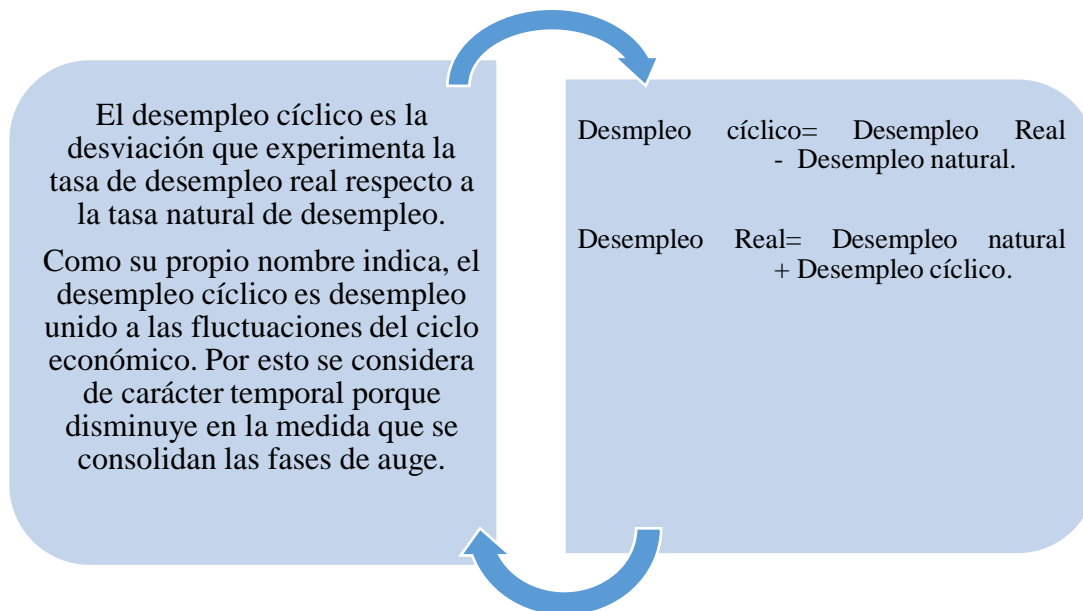 El desempleo cíclico es la
desviación que experimenta la
tasa de desempleo real respecto a
la tasa natural de desempleo.
Como su propio nombre indica, el
desempleo cíclico es desempleo
unido a las fluctuaciones del ciclo
económico. Por esto se considera
de carácter temporal porque
disminuye en la medida que se
consolidan las fases de auge.
Desmpleo cíclico= Desempleo Real
- Desempleo natural.
Desempleo Real= Desempleo natural
+ Desempleo cíclico.